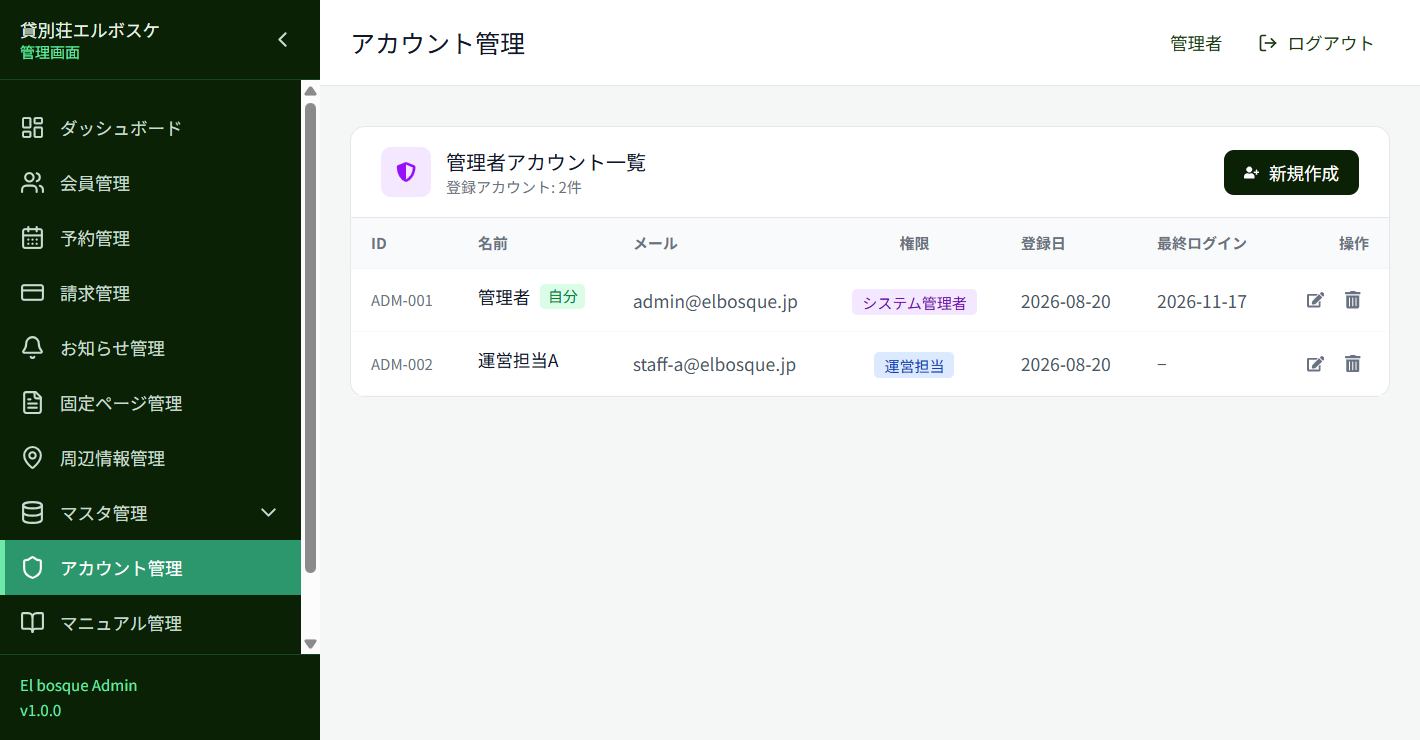 貸別荘エルボスケ
管理画面
ダッシュボード
会員管理
予約管理
請求管理
お知らせ管理
固定ページ管理
周辺情報管理
マスタ管理
アカウント管理
マニュアル管理
El bosque Admin
v1.0.0
アカウント管理
管理者 ログアウト
管理者アカウント一覧
登録アカウント: 2件
新規作成
ID 名前 メール 権限 登録日 最終ログイン 操作
ADM-001 管理者 自分 admin@elbosque.jp システム管理者 2026-08-20 2026-11-17
ADM-002 運営担当A staff-a@elbosque.jp 運営担当 2026-08-20 –